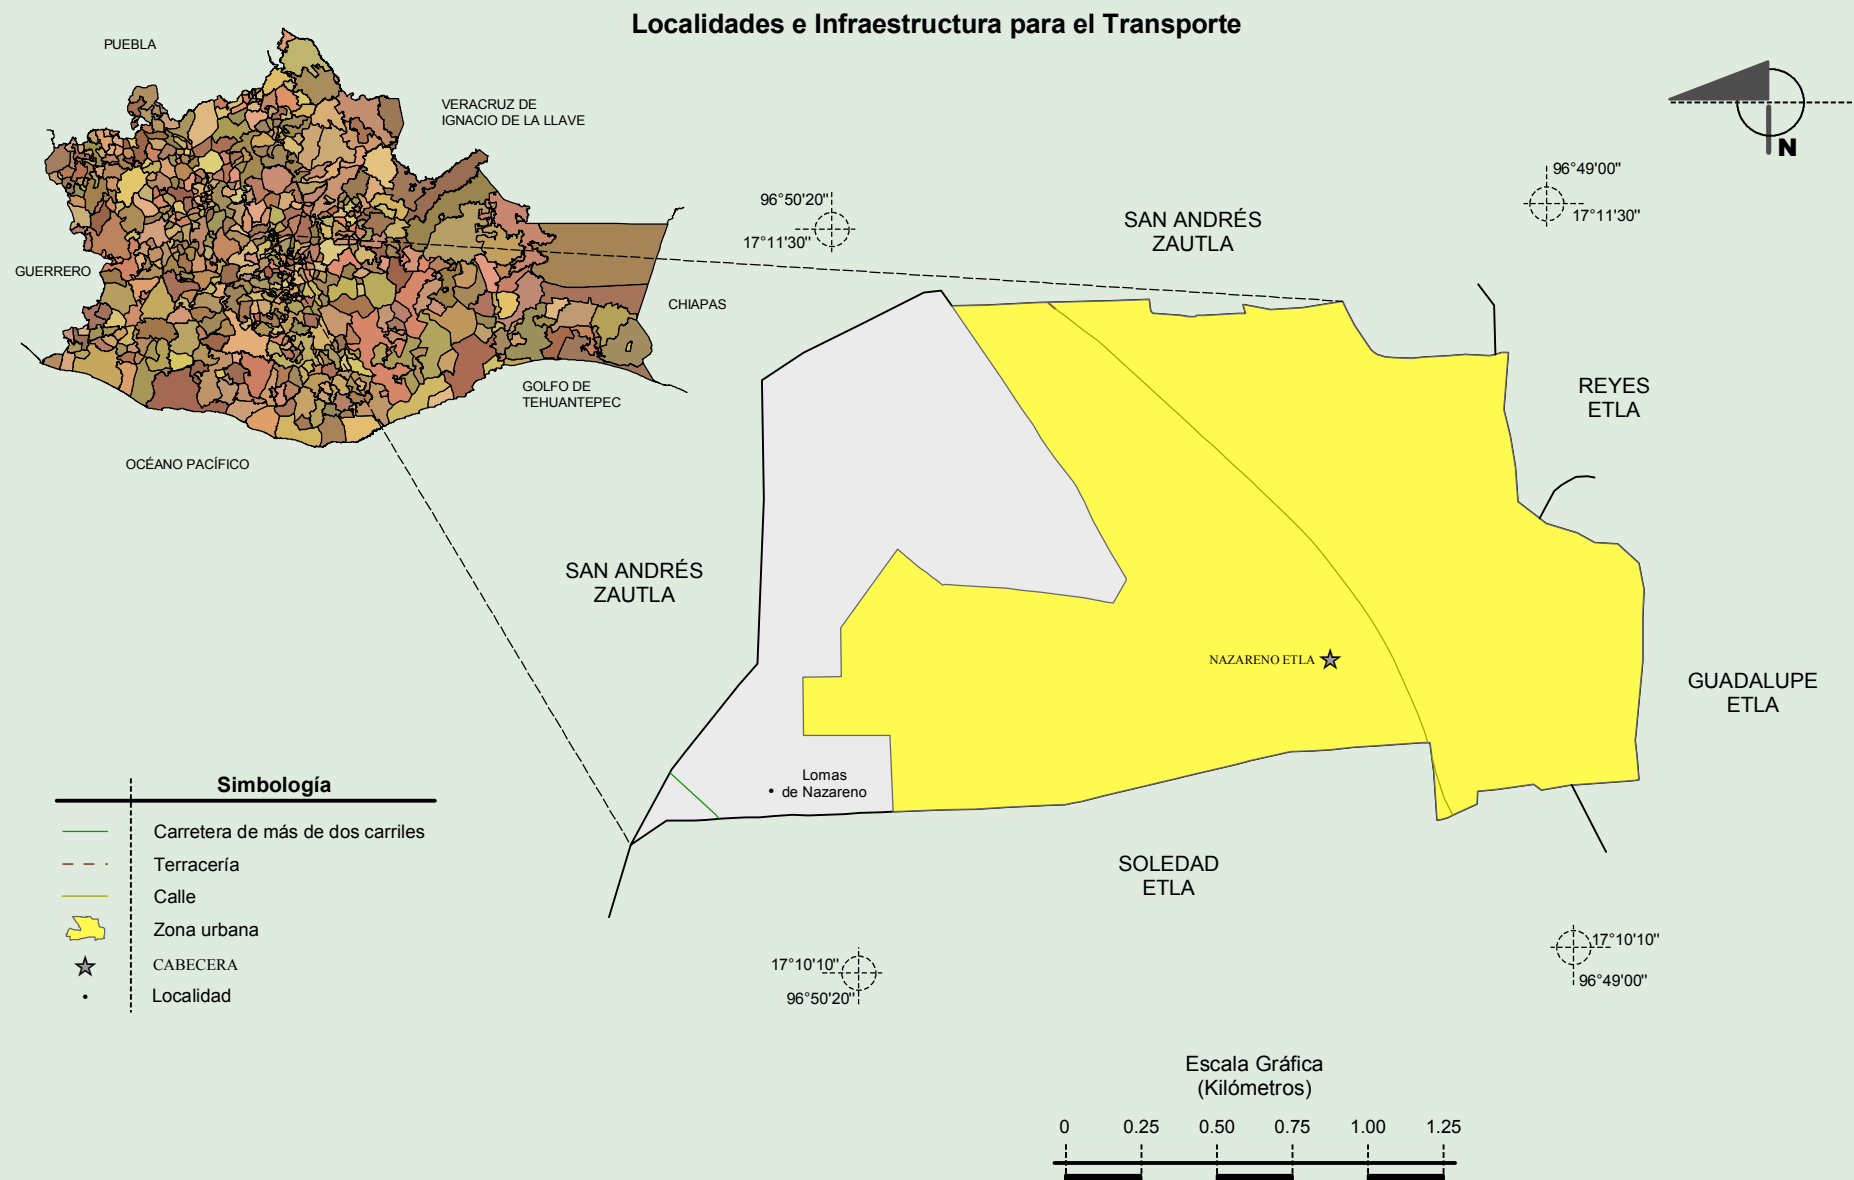 Localidades e Infraestructura para el Transporte
PUEBLA
VERACRUZ DE
IGNACIO DE LA LLAVE
GUERRERO
CHIAPAS
GOLFO DE
TEHUANTEPEC
OCÉANO PACÍFICO
N
96°50'20"
17°11'30"
96°49'00"
17°11'30"
SAN ANDRÉS
ZAUTLA
REYES
ETLA
SAN ANDRÉS
ZAUTLA
NAZARENO ETLA
GUADALUPE
ETLA
Lomas
de Nazareno
SOLEDAD
ETLA
17°10'10"
96°50'20"
17°10'10"
96°49'00"
Simbología
Carretera de más de dos carriles
Terracería
Calle
Zona urbana
CABECERA
Localidad
Escala Gráfica
(Kilómetros)
0 0.25 0.50 0.75 1.00 1.25